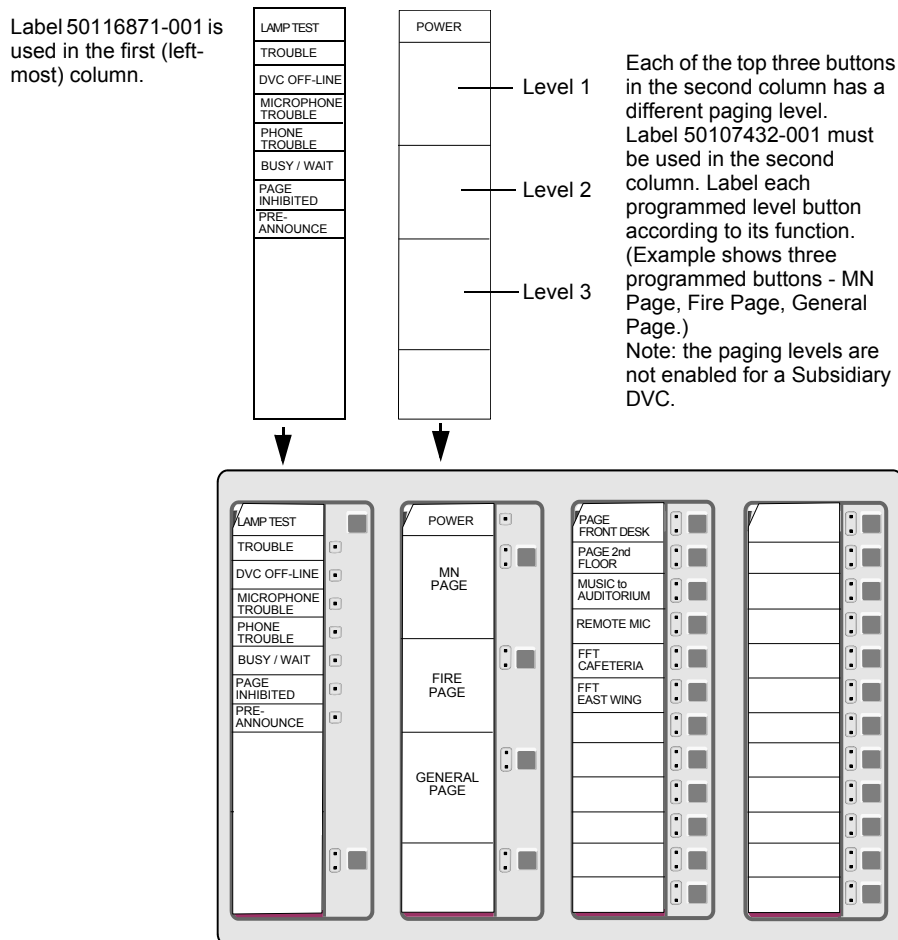 Label 50116871-001 is
used in the first (left-
most) column.
LAMP TEST
TROUBLE
DVC OFF-LINE
MICROPHONE
TROUBLE
PHONE
TROUBLE
BUSY / WAIT
PAGE
INHIBITED
PRE-
ANNOUNCE
POWER
Level 1
Level 2
Level 3
Each of the top three buttons
in the second column has a
different paging level.
Label 50107432-001 must
be used in the second
column. Label each
programmed level button
according to its function.
(Example shows three
programmed buttons - MN
Page, Fire Page, General
Page.)
Note: the paging levels are
not enabled for a Subsidiary
DVC.
LAMP TEST
TROUBLE
DVC OFF-LINE
MICROPHONE
TROUBLE
PHONE
TROUBLE
BUSY / WAIT
PAGE
INHIBITED
PRE-
ANNOUNCE
POWER
MN
PAGE
FIRE
PAGE
GENERAL
PAGE
PAGE
FRONT DESK
PAGE 2nd
FLOOR
MUSIC to
AUDITORIUM
REMOTE MIC
FFT
CAFETERIA
FFT
EAST WING